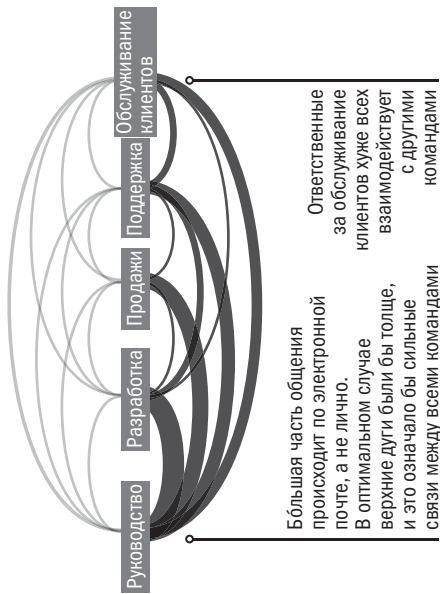 Руководство
Разработка
Продажи
Поддержка
Обслуживание
клиентов
Бо́льшая часть общения
происходит по электронной
почте, а не лично.
В оптимальном случае
верхние дуги были бы толще,
и это означало бы сильные
связи между всеми командами
Ответственные
за обслуживание
клиентов хуже всех
взаимодействует
с другими
командами